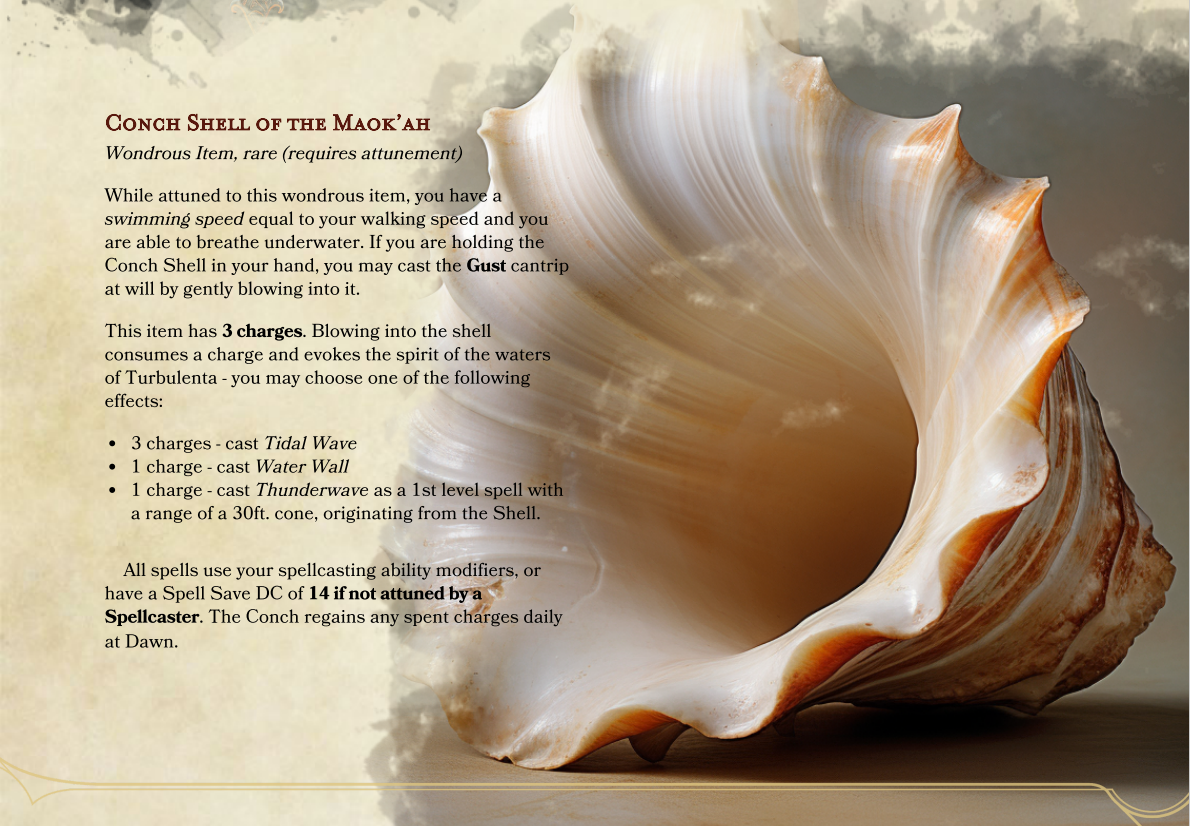 Conch Shell of the Maok'ah
Wondrous Item, rare (requires attunement)
While attuned to this wondrous item, you have a
swimming speed equal to your walking speed and you
are able to breathe underwater. If you are holding the
Conch Shell in your hand, you may cast the Gust cantrip
at will by gently blowing into it.
This item has 3 charges. Blowing into the shell
consumes a charge and evokes the spirit of the waters
of Turbulenta - you may choose one of the following
effects:
• 3 charges - cast Tidal Wave
• 1 charge - cast Water Wall
• 1 charge - cast Thunderwave as a 1st level spell with
a range of a 30ft. cone, originating from the Shell.
All spells use your spellcasting ability modifiers, or
have a Spell Save DC of 14 if not attuned by a
Spellcaster. The Conch regains any spent charges daily
at Dawn.